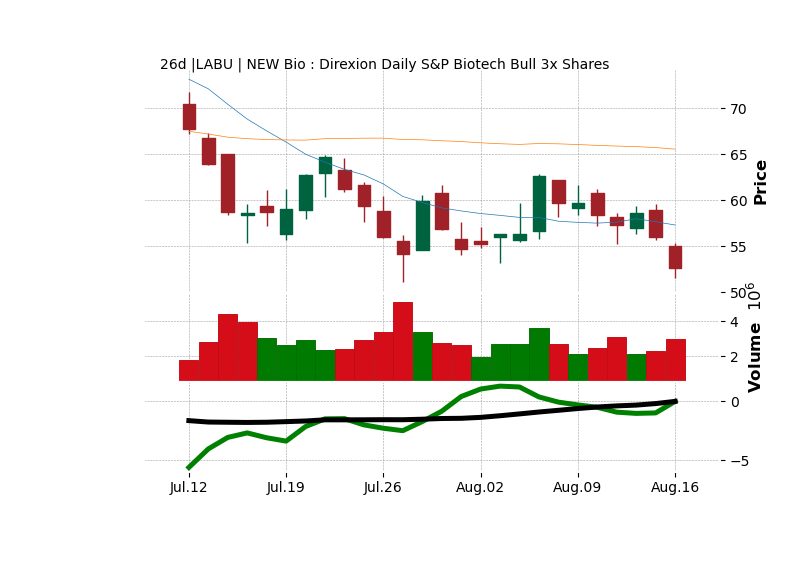 26d |LABU | NEW Bio : Direxion Daily S&P Biotech Bull 3x Shares
70
65
60
55
50
Price
4
2
Volume 10^6
0
−5
Jul.12 Jul.19 Jul.26 Aug.02 Aug.09 Aug.16